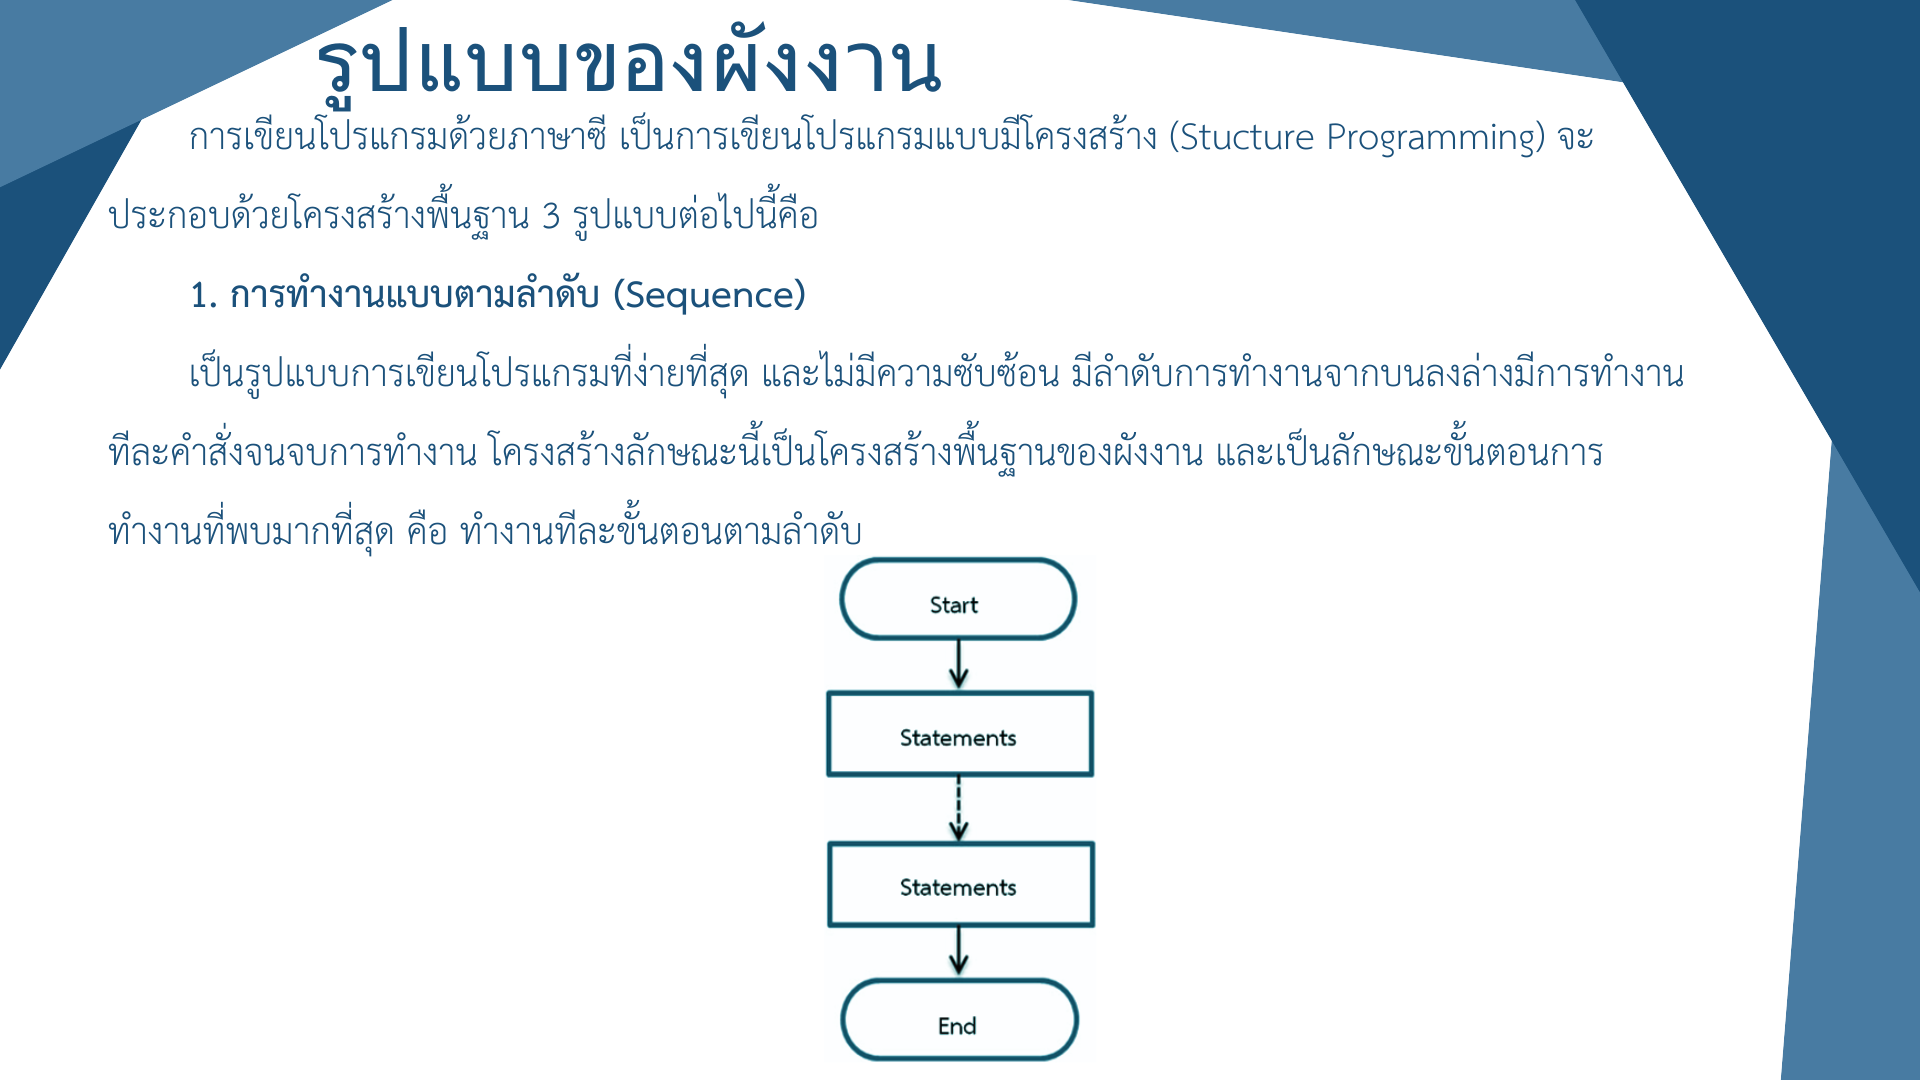 รูปแบบของผังงาน
การเขียนโปรแกรมด้วยภาษาซี เป็นการเขียนโปรแกรมแบบมีโครงสร้าง (Stucture Programming) จะ
ประกอบด้วยโครงสร้างพื้นฐาน 3 รูปแบบต่อไปนี้คือ
1. การทำงานแบบตามลำดับ (Sequence)
เป็นรูปแบบการเขียนโปรแกรมที่ง่ายที่สุด และไม่มีความซับซ้อน มีลำดับการทำงานจากบนลงล่างมีการทำงาน
ทีละคำสั่งจนจบการทำงาน โครงสร้างลักษณะนี้เป็นโครงสร้างพื้นฐานของผังงาน และเป็นลักษณะขั้นตอนการ
ทำงานที่พบมากที่สุด คือ ทำงานทีละขั้นตอนตามลำดับ
Start
Statements
Statements
End